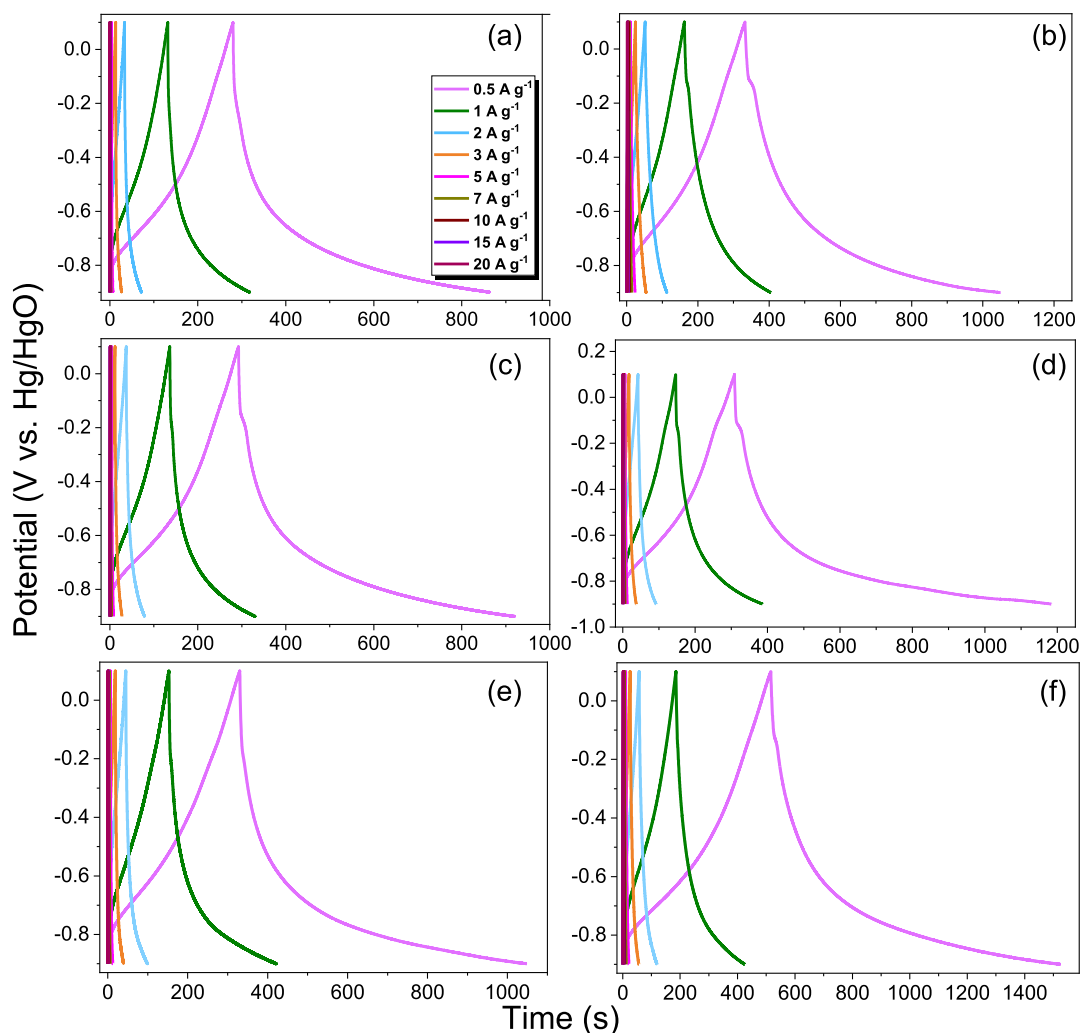 Potential (V vs. Hg/HgO)
(a)
0.5 A g⁻¹
1 A g⁻¹
2 A g⁻¹
3 A g⁻¹
5 A g⁻¹
7 A g⁻¹
10 A g⁻¹
15 A g⁻¹
20 A g⁻¹
0.0
-0.2
-0.4
-0.6
-0.8
0 200 400 600 800 1000
(b)
0.0
-0.2
-0.4
-0.6
-0.8
0 200 400 600 800 1000 1200
(c)
0.0
-0.2
-0.4
-0.6
-0.8
0 200 400 600 800 1000
(d)
0.2
0.0
-0.2
-0.4
-0.6
-0.8
-1.0
0 200 400 600 800 1000 1200
(e)
0.0
-0.2
-0.4
-0.6
-0.8
0 200 400 600 800 1000
(f)
0.0
-0.2
-0.4
-0.6
-0.8
0 200 400 600 800 1000 1200 1400
Time (s)